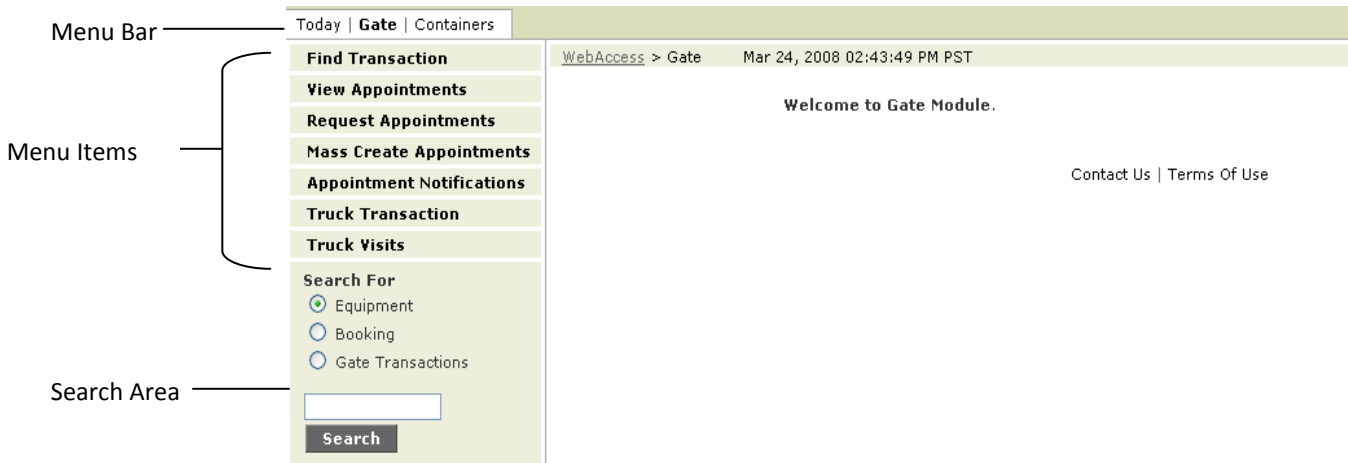 Menu Bar
Today | Gate | Containers
Menu Items
Find Transaction
View Appointments
Request Appointments
Mass Create Appointments
Appointment Notifications
Truck Transaction
Truck Visits
Search Area
Search For
Equipment
Booking
Gate Transactions
Search
WebAccess > Gate Mar 24, 2008 02:43:49 PM PST
Welcome to Gate Module.
Contact Us | Terms Of Use